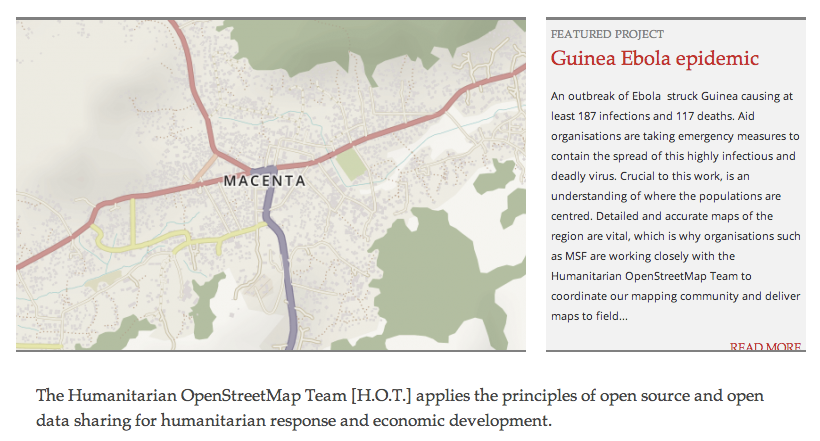 MACENTA
FEATURED PROJECT
Guinea Ebola epidemic
An outbreak of Ebola struck Guinea causing at
least 187 infections and 117 deaths. Aid
organisations are taking emergency measures to
contain the spread of this highly infectious and
deadly virus. Crucial to this work, is an
understanding of where the populations are
centred. Detailed and accurate maps of the
region are vital, which is why organisations such
as MSF are working closely with the
Humanitarian OpenStreetMap Team to
coordinate our mapping community and deliver
maps to field...
READ MORE
The Humanitarian OpenStreetMap Team [H.O.T.] applies the principles of open source and open
data sharing for humanitarian response and economic development.